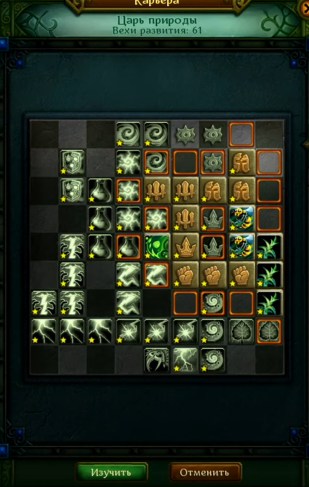 Карьера
Царь природы
Вехи развития: 61
Изучить
Отменить